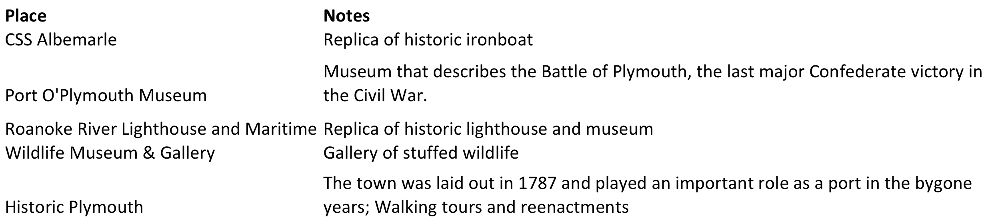 Place Notes
CSS Albemarle Replica of historic ironboat
Museum that describes the Battle of Plymouth, the last major Confederate victory in
Port O'Plymouth Museum the Civil War.
Roanoke River Lighthouse and Maritime Replica of historic lighthouse and museum
Wildlife Museum & Gallery Gallery of stuffed wildlife
The town was laid out in 1787 and played an important role as a port in the bygone
Historic Plymouth years; Walking tours and reenactments